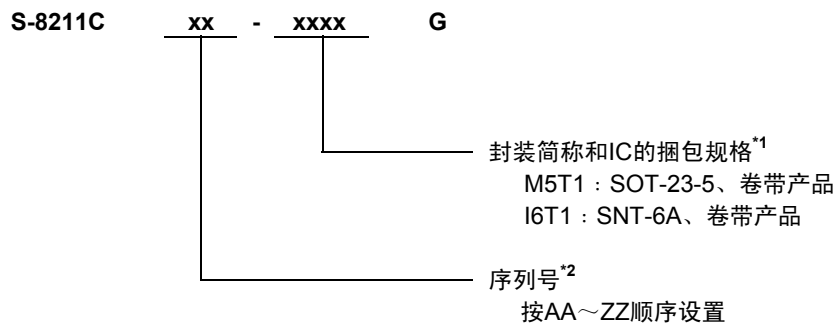 S-8211C xx - xxxx G
封装简称和IC的捆包规格*1
M5T1：SOT-23-5、卷带产品
I6T1：SNT-6A、卷带产品
序列号*2
按AA～ZZ顺序设置